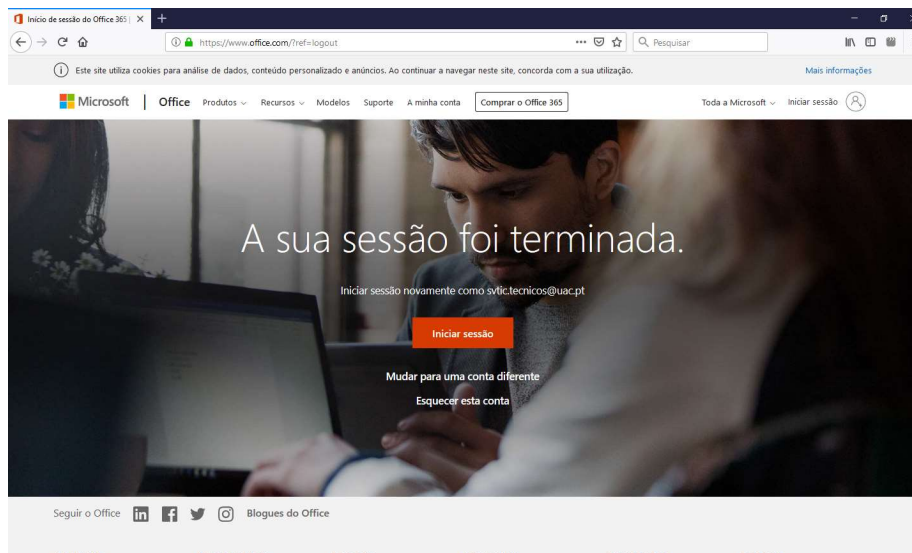 Início de sessão do Office 365 |
https://www.office.com/?ref=logout
Pesquisar
Este site utiliza cookies para análise de dados, conteúdo personalizado e anúncios. Ao continuar a navegar neste site, concorda com a sua utilização.
Mais informações
Microsoft Office Produtos Recursos Modelos Suporte A minha conta Comprar o Office 365 Toda a Microsoft Iniciar sessão
A sua sessão foi terminada.
Iniciar sessão novamente como svtic.tecnicos@uac.pt
Iniciar sessão
Mudar para uma conta diferente
Esquecer esta conta
Seguir o Office in f Blogues do Office